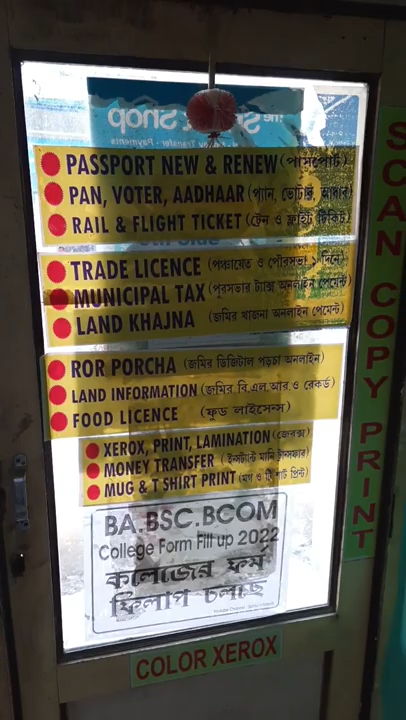 PASSPORT NEW & RENEW (পাসপোর্ট)
PAN, VOTER, AADHAAR (প্যান, ভোটার, আধার)
RAIL & FLIGHT TICKET (ট্রেন ও ফ্লাইট টিকিট)
TRADE LICENCE (পঞ্চায়েত ও পৌরসভা ১ দিনে)
MUNICIPAL TAX (পুরসভার ট্যাক্স অনলাইন পেমেন্ট)
LAND KHAJNA (জমির খাজনা অনলাইন পেমেন্ট)
ROR PORCHA (জমির ডিজিটাল পড়চা অনলাইন)
LAND INFORMATION (জমির বি.এল.আর.ও রেকর্ড)
FOOD LICENCE (ফুড লাইসেন্স)
XEROX, PRINT, LAMINATION (জেরক্স)
MONEY TRANSFER (ইনস্ট্যান্ট মানি ট্রান্সফার)
MUG & T SHIRT PRINT (মগ ও টি শার্ট প্রিন্ট)
BA.BSC.BCOM
College Form Fill up 2022
কলেজের ফর্ম
ফিলাপ চলছে
COLOR XEROX
SCAN COPY PRINT